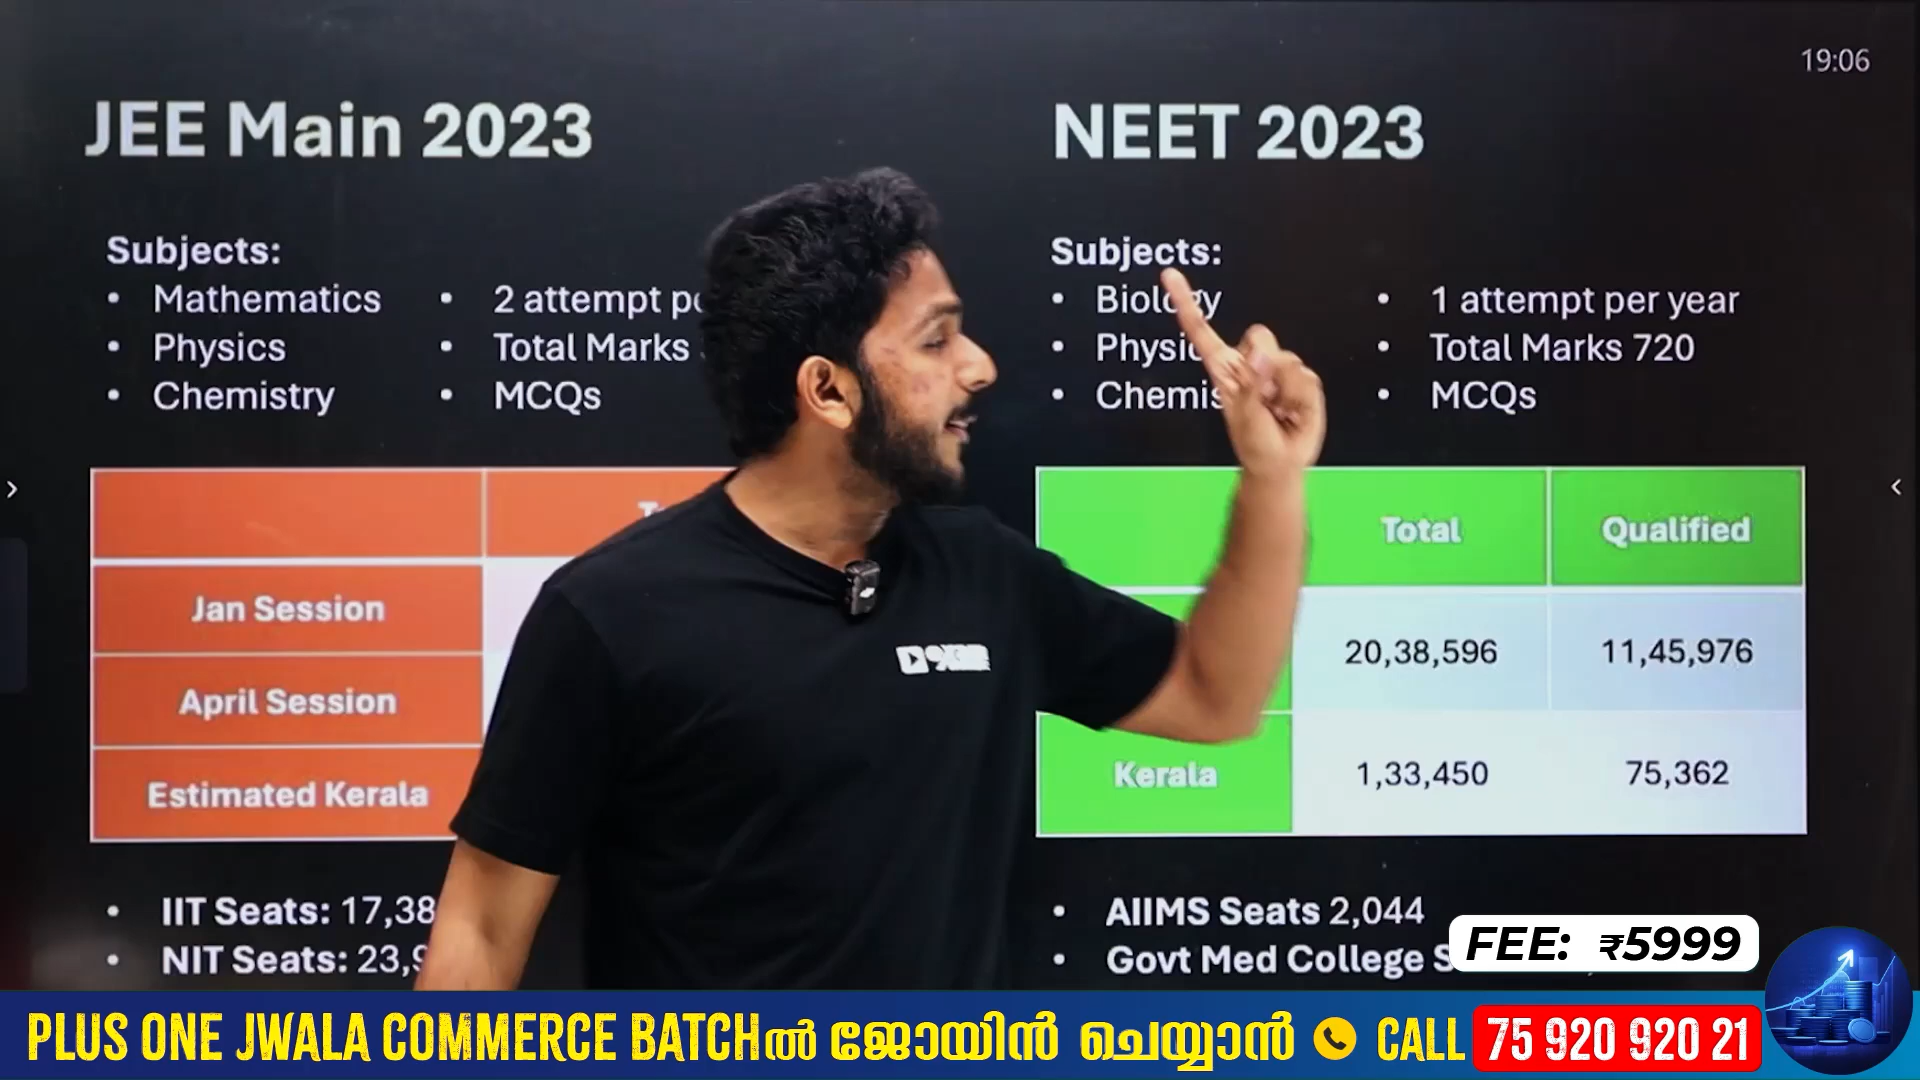 19:06
JEE Main 2023
Subjects:
• Mathematics
• Physics
• Chemistry
• 2 attempt
• Total Marks
• MCQs
Jan Session
April Session
Estimated Kerala
• IIT Seats: 17,38
• NIT Seats: 23,9
NEET 2023
Subjects:
• Biology
•
•
• 1 attempt per year
• Total Marks 720
• MCQs
Total Qualified
20,38,596 11,45,976
Kerala 1,33,450 75,362
• AIIMS Seats 2,044
• Govt Med College
FEE: ₹5999
PLUS ONE JWALA COMMERCE BATCHൽ ജോയിൻ ചെയ്യാൻ CALL 75 920 920 21